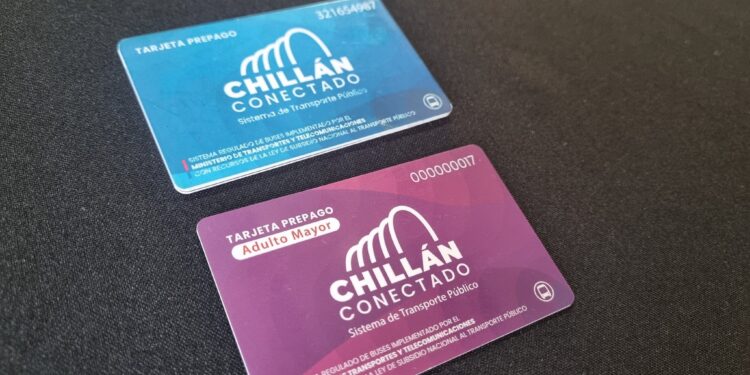 TARJETA PREPAGO
321654987
CHILLÁN
CONECTADO
Sistema de Transporte Público
SISTEMA REGULADO DE BUSES IMPLEMENTADO POR EL
MINISTERIO DE TRANSPORTES Y TELECOMUNICACIONES
CON RECURSOS DE LA LEY DE SUBSIDIO NACIONAL AL TRANSPORTE PÚBLICO
TARJETA PREPAGO
000000017
Adulto Mayor
CHILLÁN
CONECTADO
Sistema de Transporte Público
REGULADO DE BUSES IMPLEMENTADO POR EL
DE TRANSPORTES Y TELECOMUNICACIONES
LA LEY DE SUBSIDIO NACIONAL AL TRANSPORTE PÚBLICO